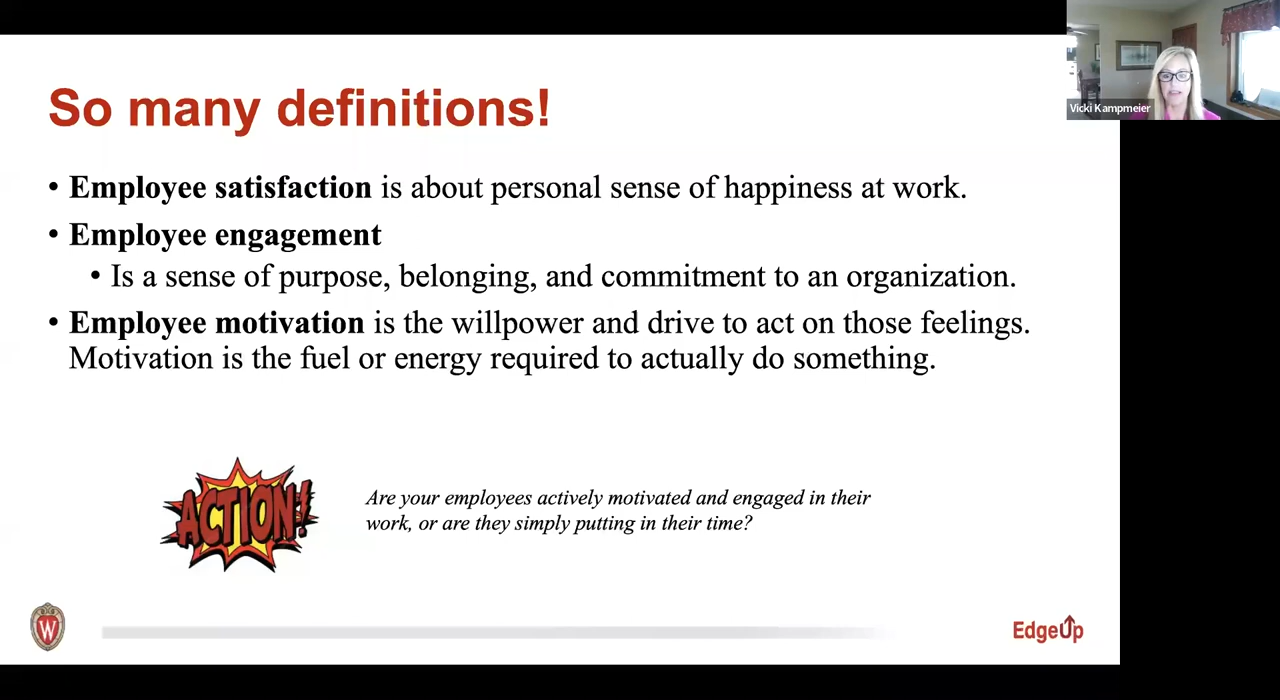 So many definitions!
Vicki Kampmeier
• Employee satisfaction is about personal sense of happiness at work.
• Employee engagement
• Is a sense of purpose, belonging, and commitment to an organization.
• Employee motivation is the willpower and drive to act on those feelings.
Motivation is the fuel or energy required to actually do something.
ACTION!
Are your employees actively motivated and engaged in their
work, or are they simply putting in their time?
W
EdgeUp